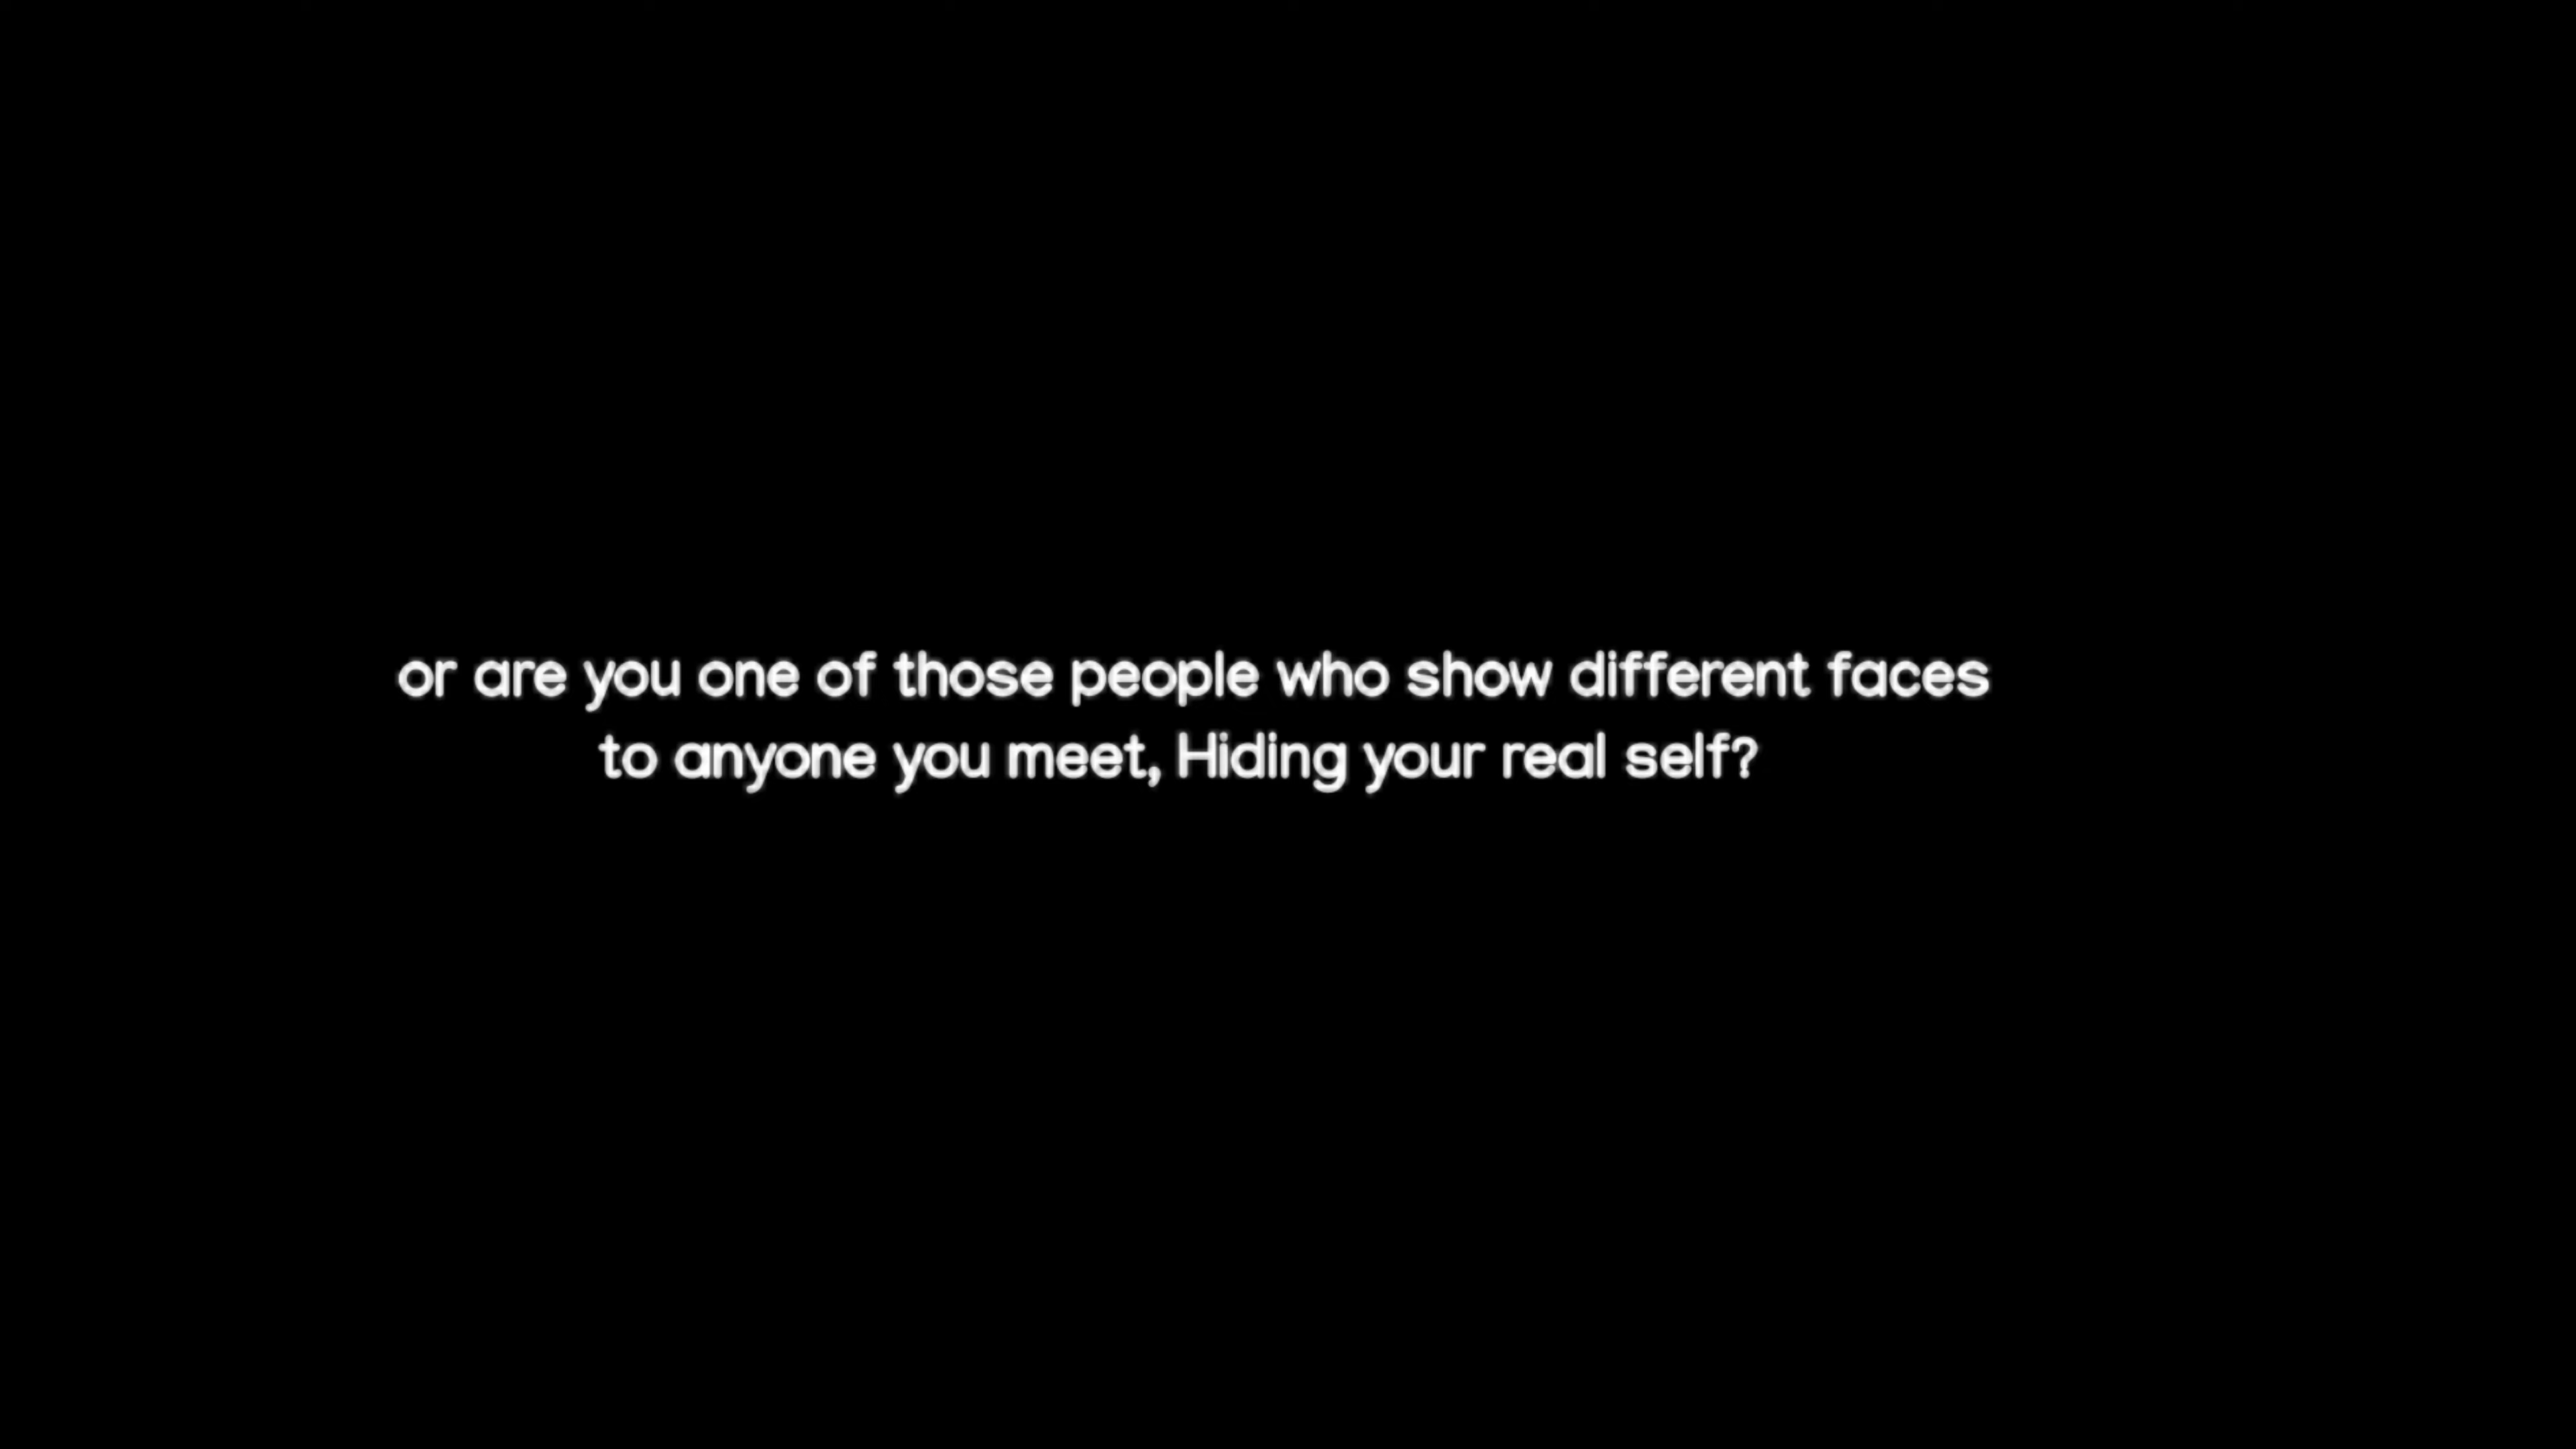 or are you one of those people who show different faces
to anyone you meet, Hiding your real self?